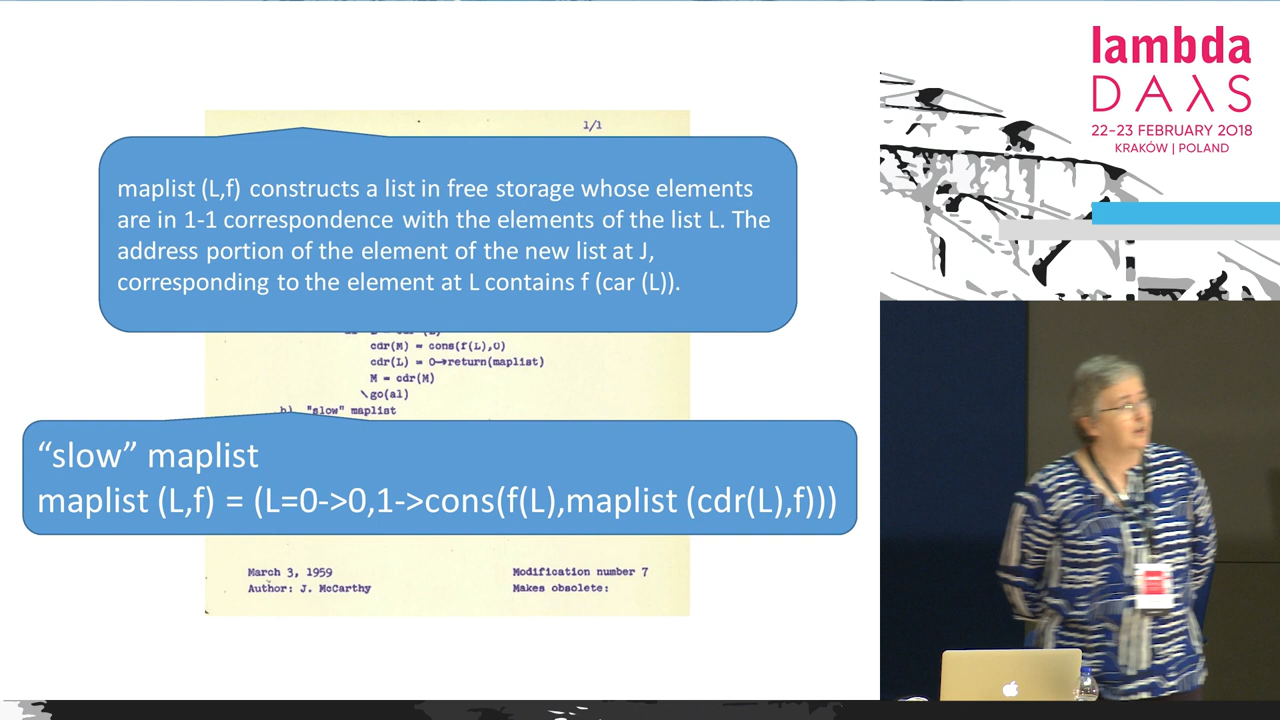 1/1
maplist (L,f) constructs a list in free storage whose elements
are in 1-1 correspondence with the elements of the list L. The
address portion of the element of the new list at J,
corresponding to the element at L contains f (car (L)).
cdr(M) = cons(f(L),0)
cdr(L) = 0→return(maplist)
M = cdr(M)
\go(a1)
b) "slow" maplist
“slow” maplist
maplist (L,f) = (L=0->0,1->cons(f(L),maplist (cdr(L),f)))
March 3, 1959
Author: J. McCarthy
Modification number 7
Makes obsolete:
lambda
DAλS
22-23 FEBRUARY 2018
KRAKÓW | POLAND